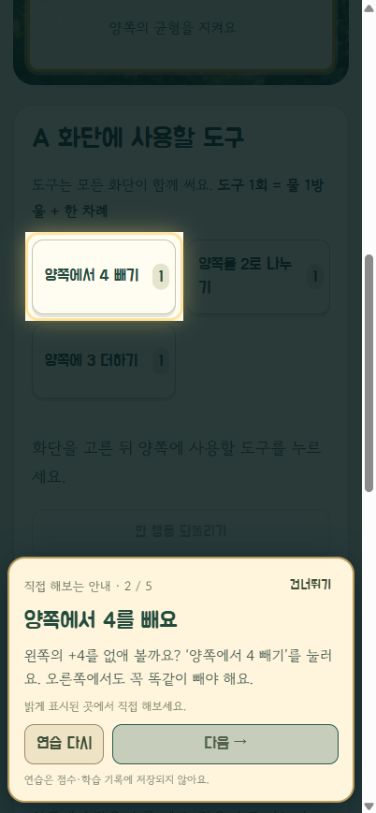 양쪽의 균형을 지켜요
A 화단에 사용할 도구
도구는 모든 화단이 함께 써요. 도구 1회 = 물 1방
울 + 한 차례
양쪽에서 4 빼기 1
양쪽을 2로 나누
기 1
양쪽에 3 더하기 1
화단을 고른 뒤 양쪽에 사용할 도구를 누르
세요.
한 행동 되돌리기
직접 해보는 안내 · 2 / 5 건너뛰기
양쪽에서 4를 빼요
왼쪽의 +4를 없애 볼까요? ‘양쪽에서 4 빼기’를 눌러
요. 오른쪽에서도 꼭 똑같이 빼야 해요.
밝게 표시된 곳에서 직접 해보세요.
연습 다시 다음 →
연습은 점수·학습 기록에 저장되지 않아요.